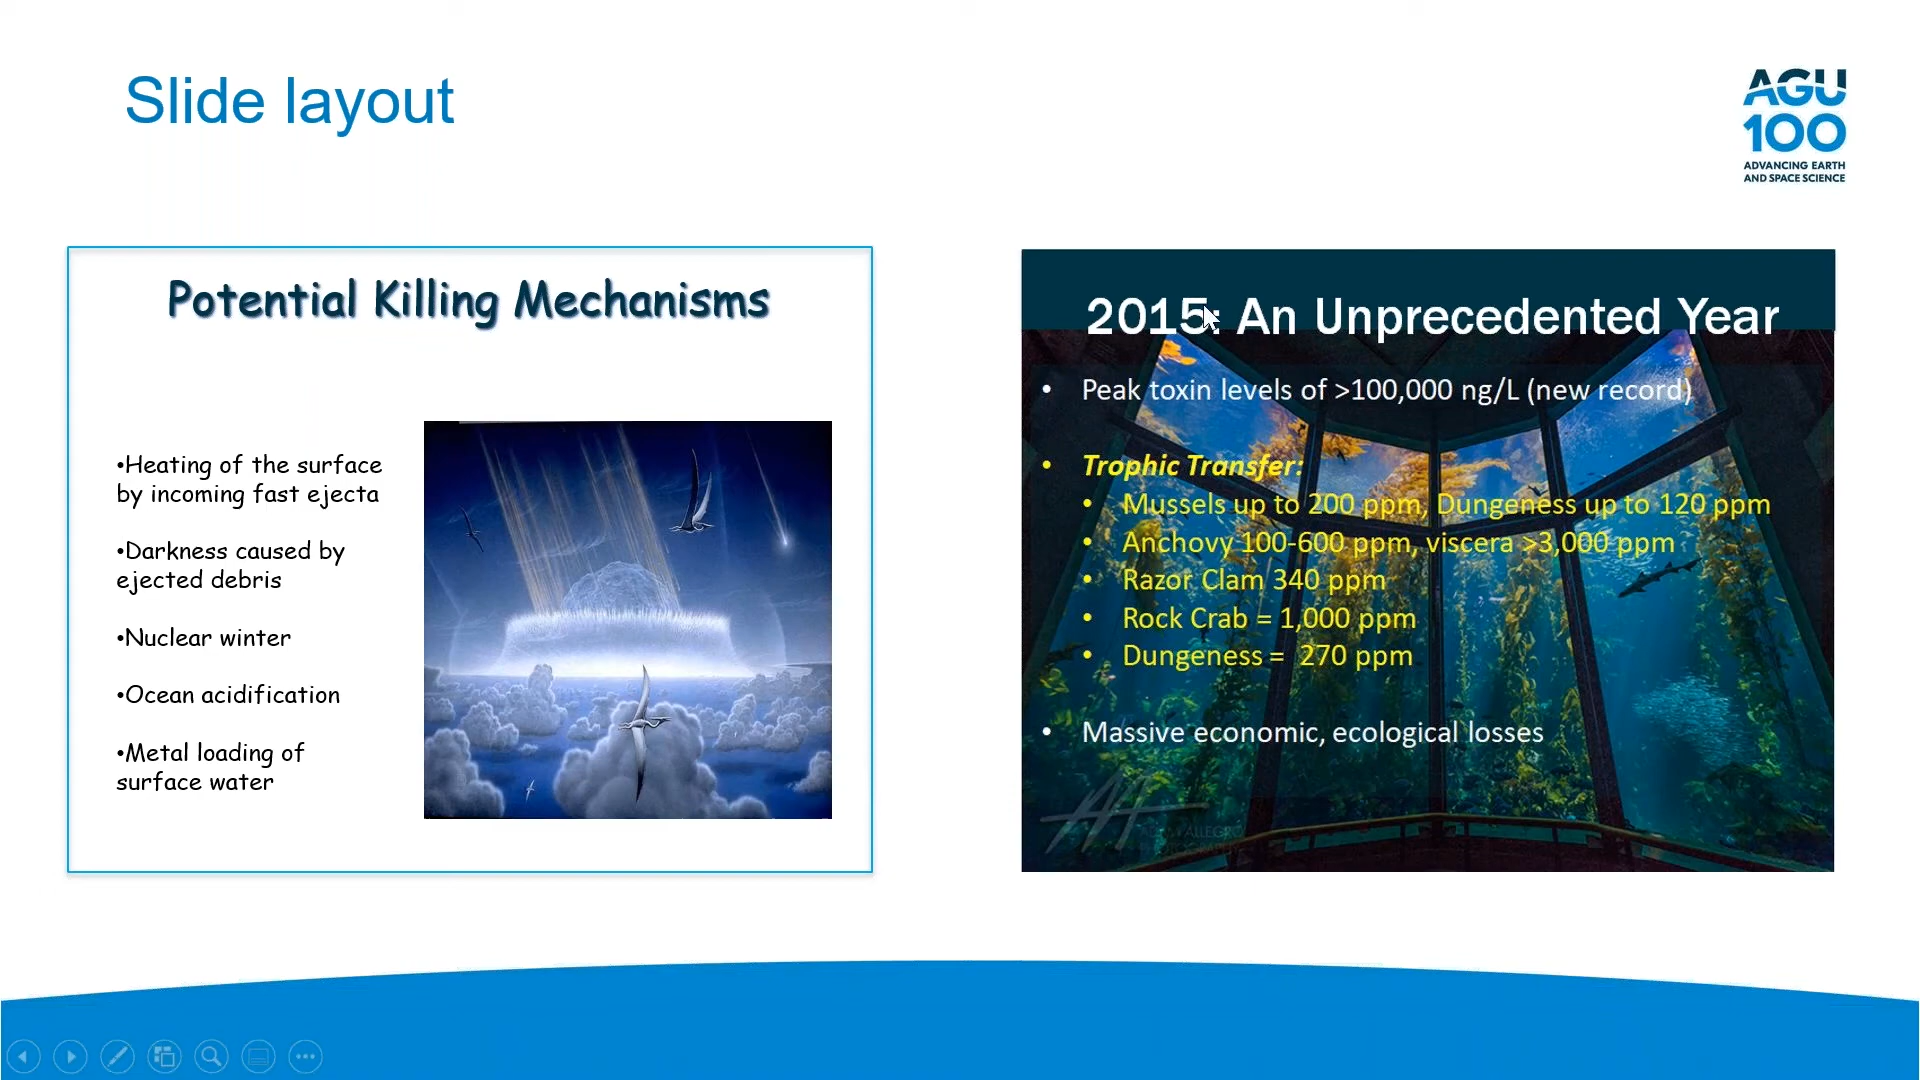 Slide layout
AGU
100
ADVANCING EARTH
AND SPACE SCIENCE
Potential Killing Mechanisms
•Heating of the surface
by incoming fast ejecta
•Darkness caused by
ejected debris
•Nuclear winter
•Ocean acidification
•Metal loading of
surface water
2015: An Unprecedented Year
• Peak toxin levels of >100,000 ng/L (new record)
• Trophic Transfer:
• Mussels up to 200 ppm, Dungeness up to 120 ppm
• Anchovy 100-600 ppm, viscera >3,000 ppm
• Razor Clam 340 ppm
• Rock Crab = 1,000 ppm
• Dungeness = 270 ppm
• Massive economic, ecological losses
ALLEGRO